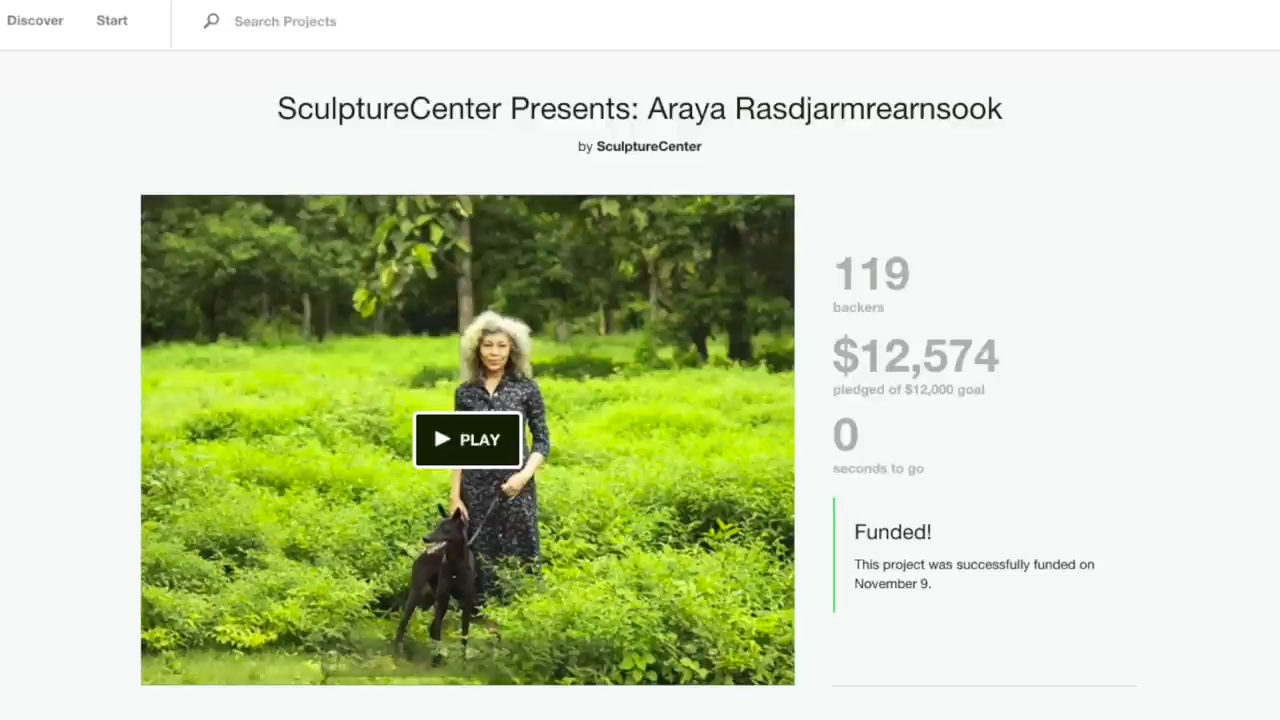 Discover Start Search Projects
SculptureCenter Presents: Araya Rasdjarmrearnsook
by SculptureCenter
PLAY
119
backers
$12,574
pledged of $12,000 goal
0
seconds to go
Funded!
This project was successfully funded on
November 9.